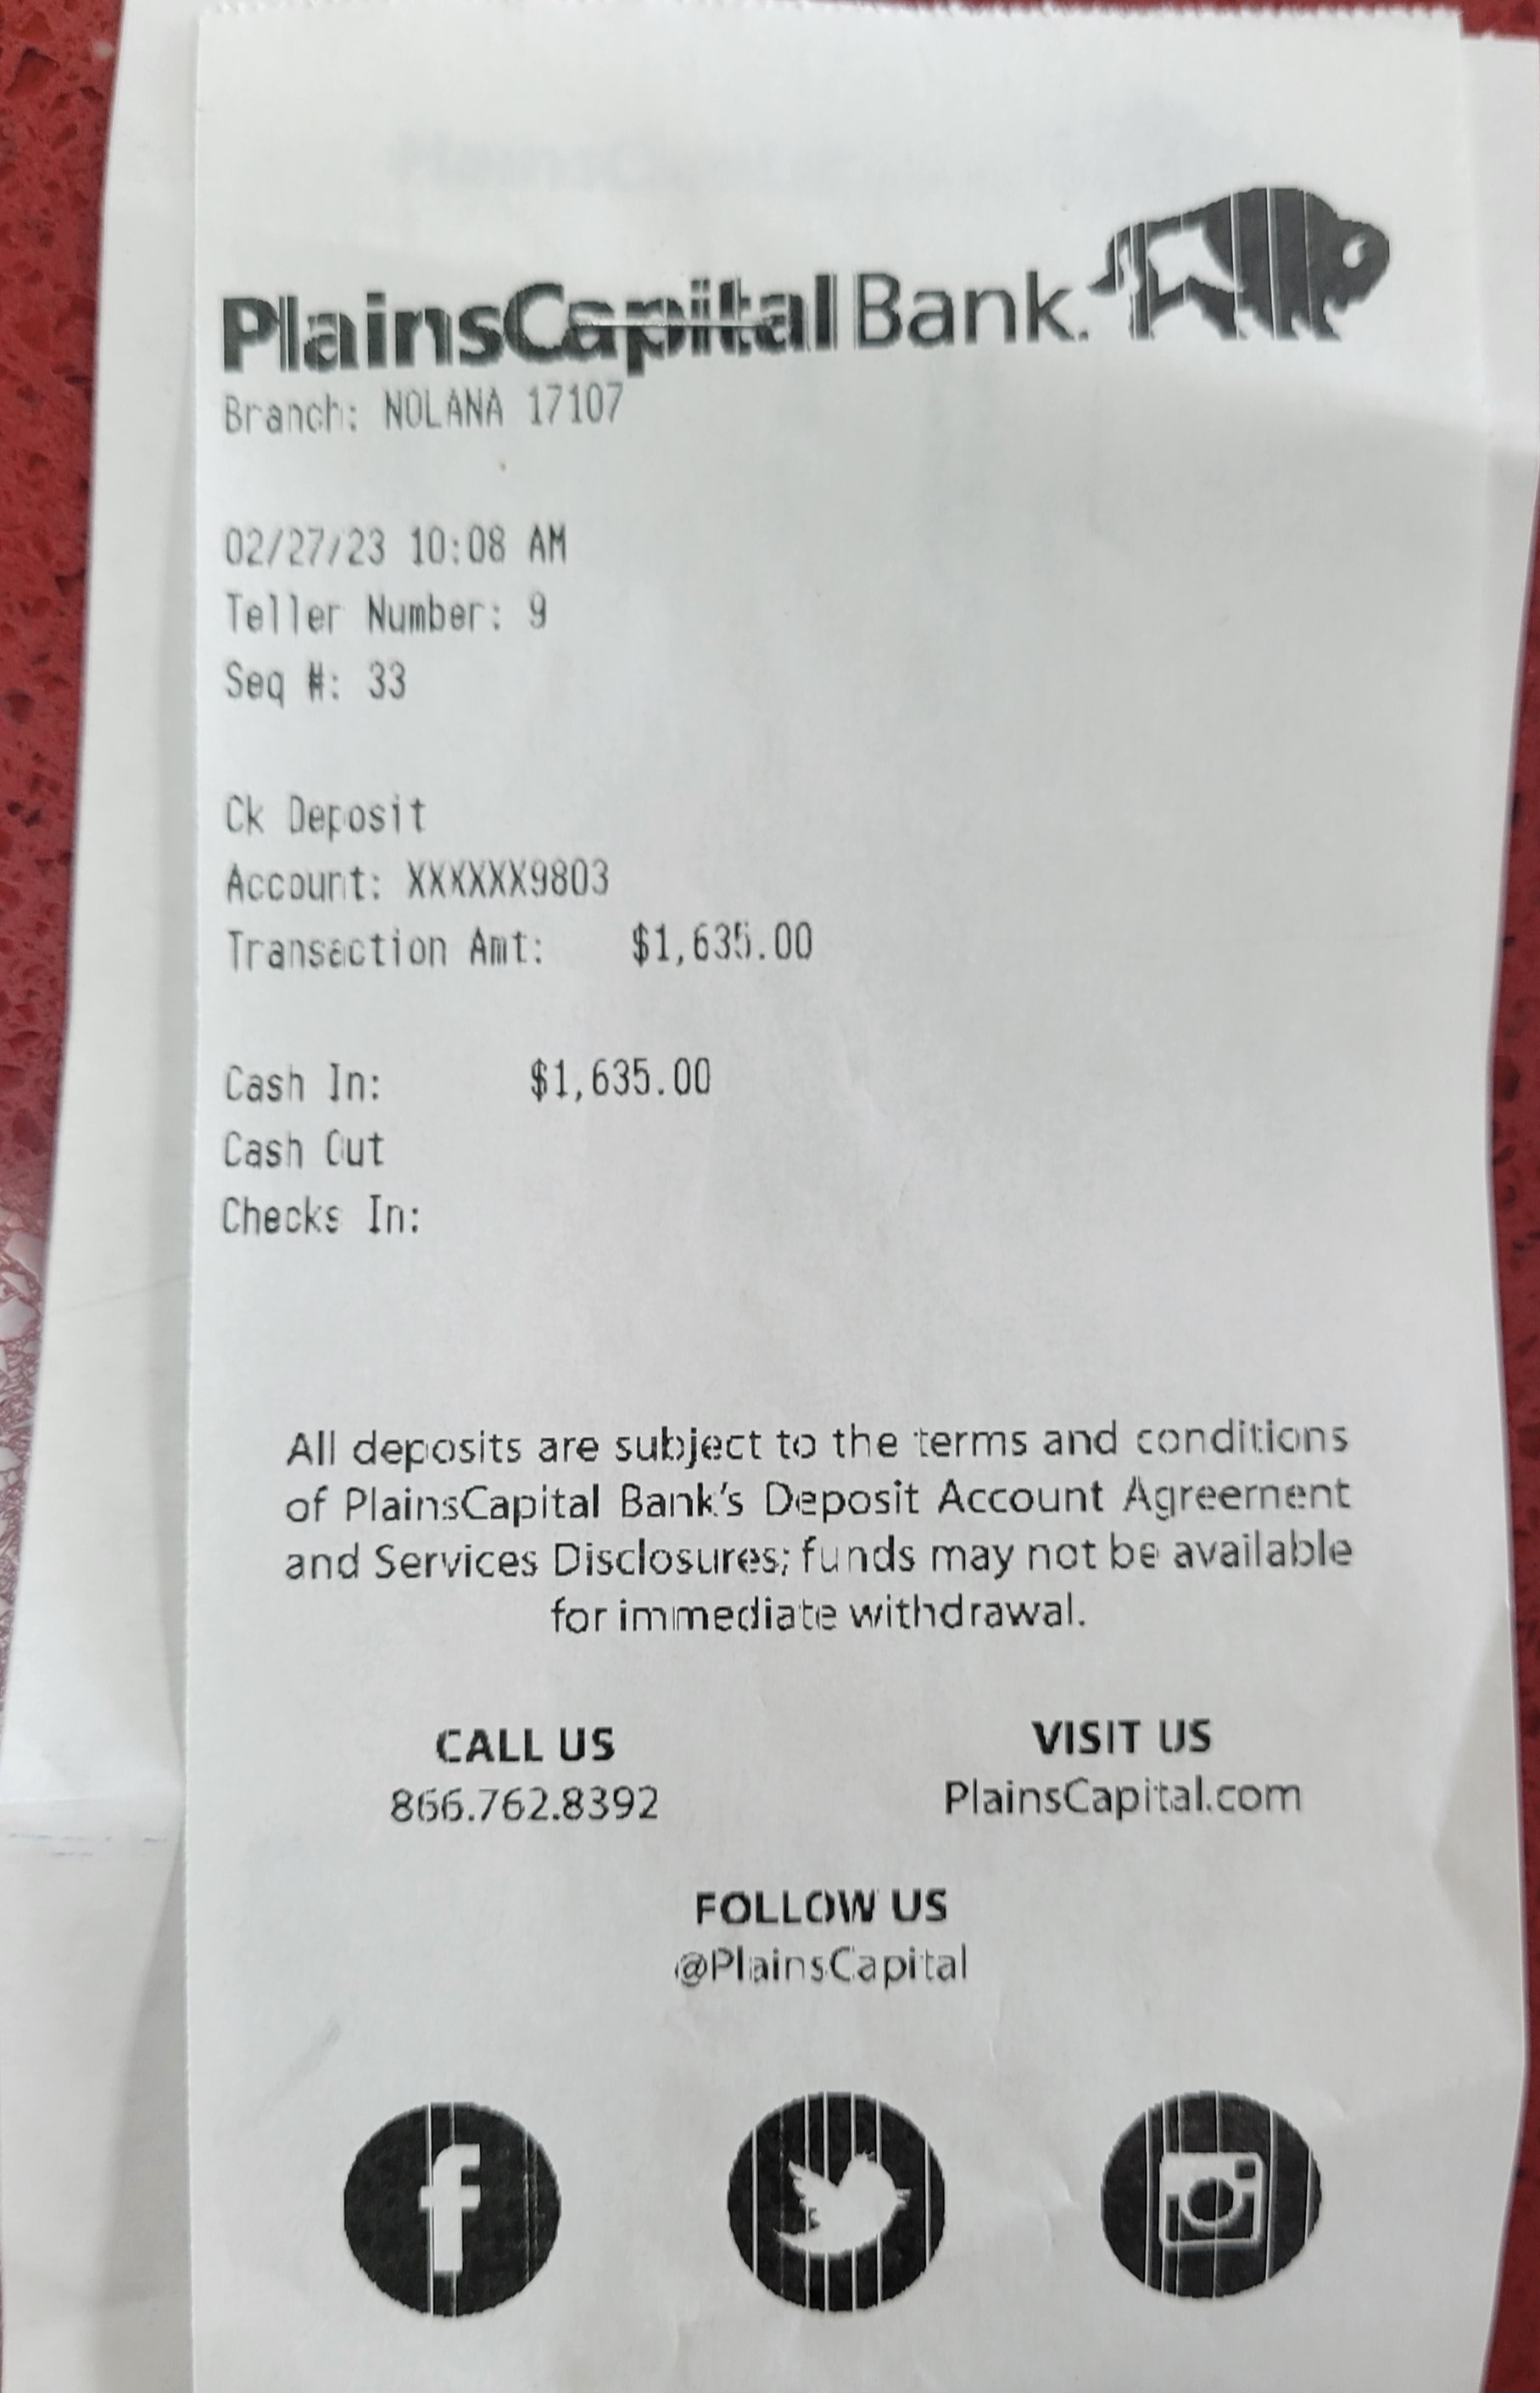 PlainsCapital Bank.
Branch: NOLANA 17107
02/27/23 10:08 AM
Teller Number: 9
Seq #: 33
Ck Deposit
Account: XXXXXX9803
Transaction Amt: $1,635.00
Cash In: $1,635.00
Cash Out
Checks In:
All deposits are subject to the terms and conditions
of PlainsCapital Bank's Deposit Account Agreement
and Services Disclosures; funds may not be available
for immediate withdrawal.
CALL US
866.762.8392
VISIT US
PlainsCapital.com
FOLLOW US
@PlainsCapital